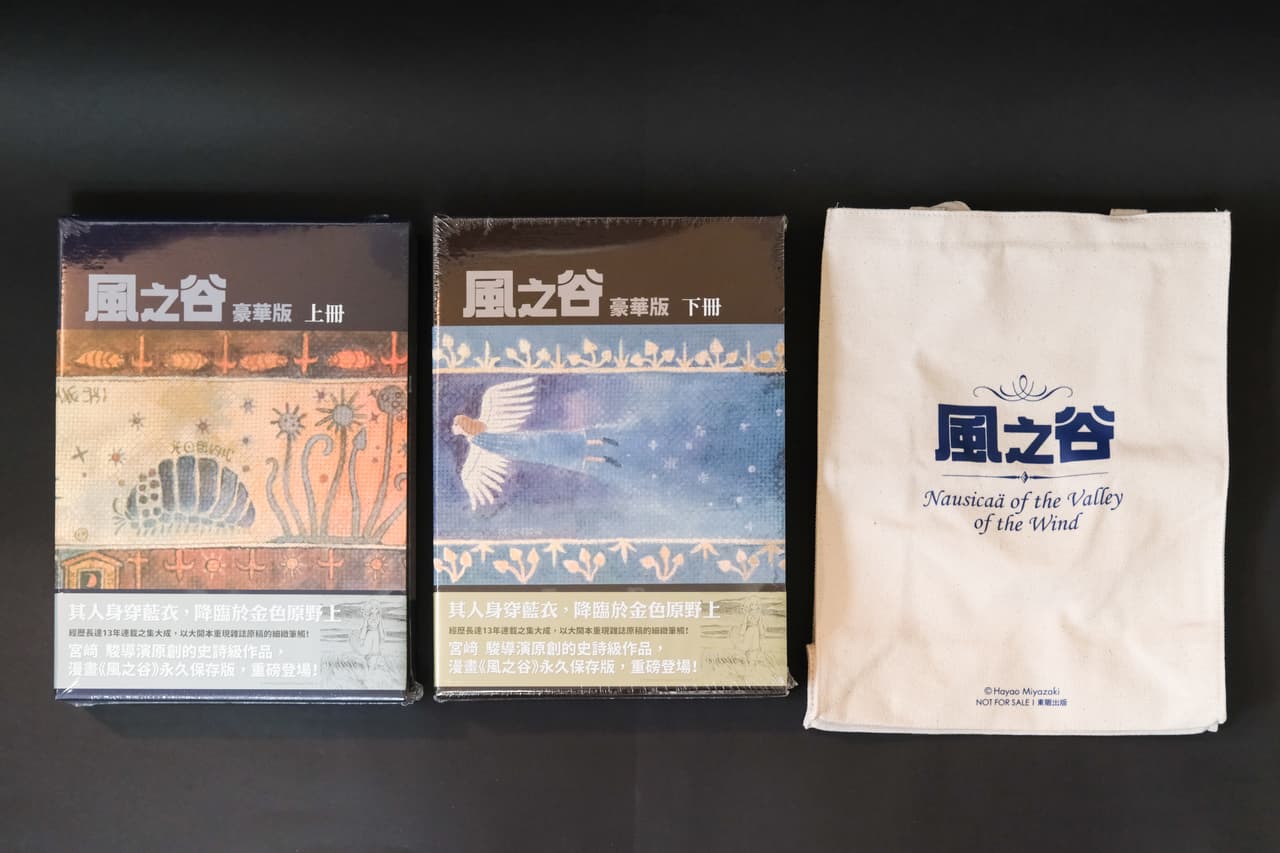 風之谷 豪華版 上冊
其人身穿藍衣，降臨於金色原野上
經歷長達13年連載之集大成，以大開本重現雜誌原稿的細緻筆觸！
宮﨑 駿導演原創的史詩級作品，
漫畫《風之谷》永久保存版，重磅登場！
風之谷 豪華版 下冊
其人身穿藍衣，降臨於金色原野上
經歷長達13年連載之集大成，以大開本重現雜誌原稿的細緻筆觸！
宮﨑 駿導演原創的史詩級作品，
漫畫《風之谷》永久保存版，重磅登場！
風之谷
Nausicaä of the Valley
of the Wind
©Hayao Miyazaki
NOT FOR SALE | 東販出版